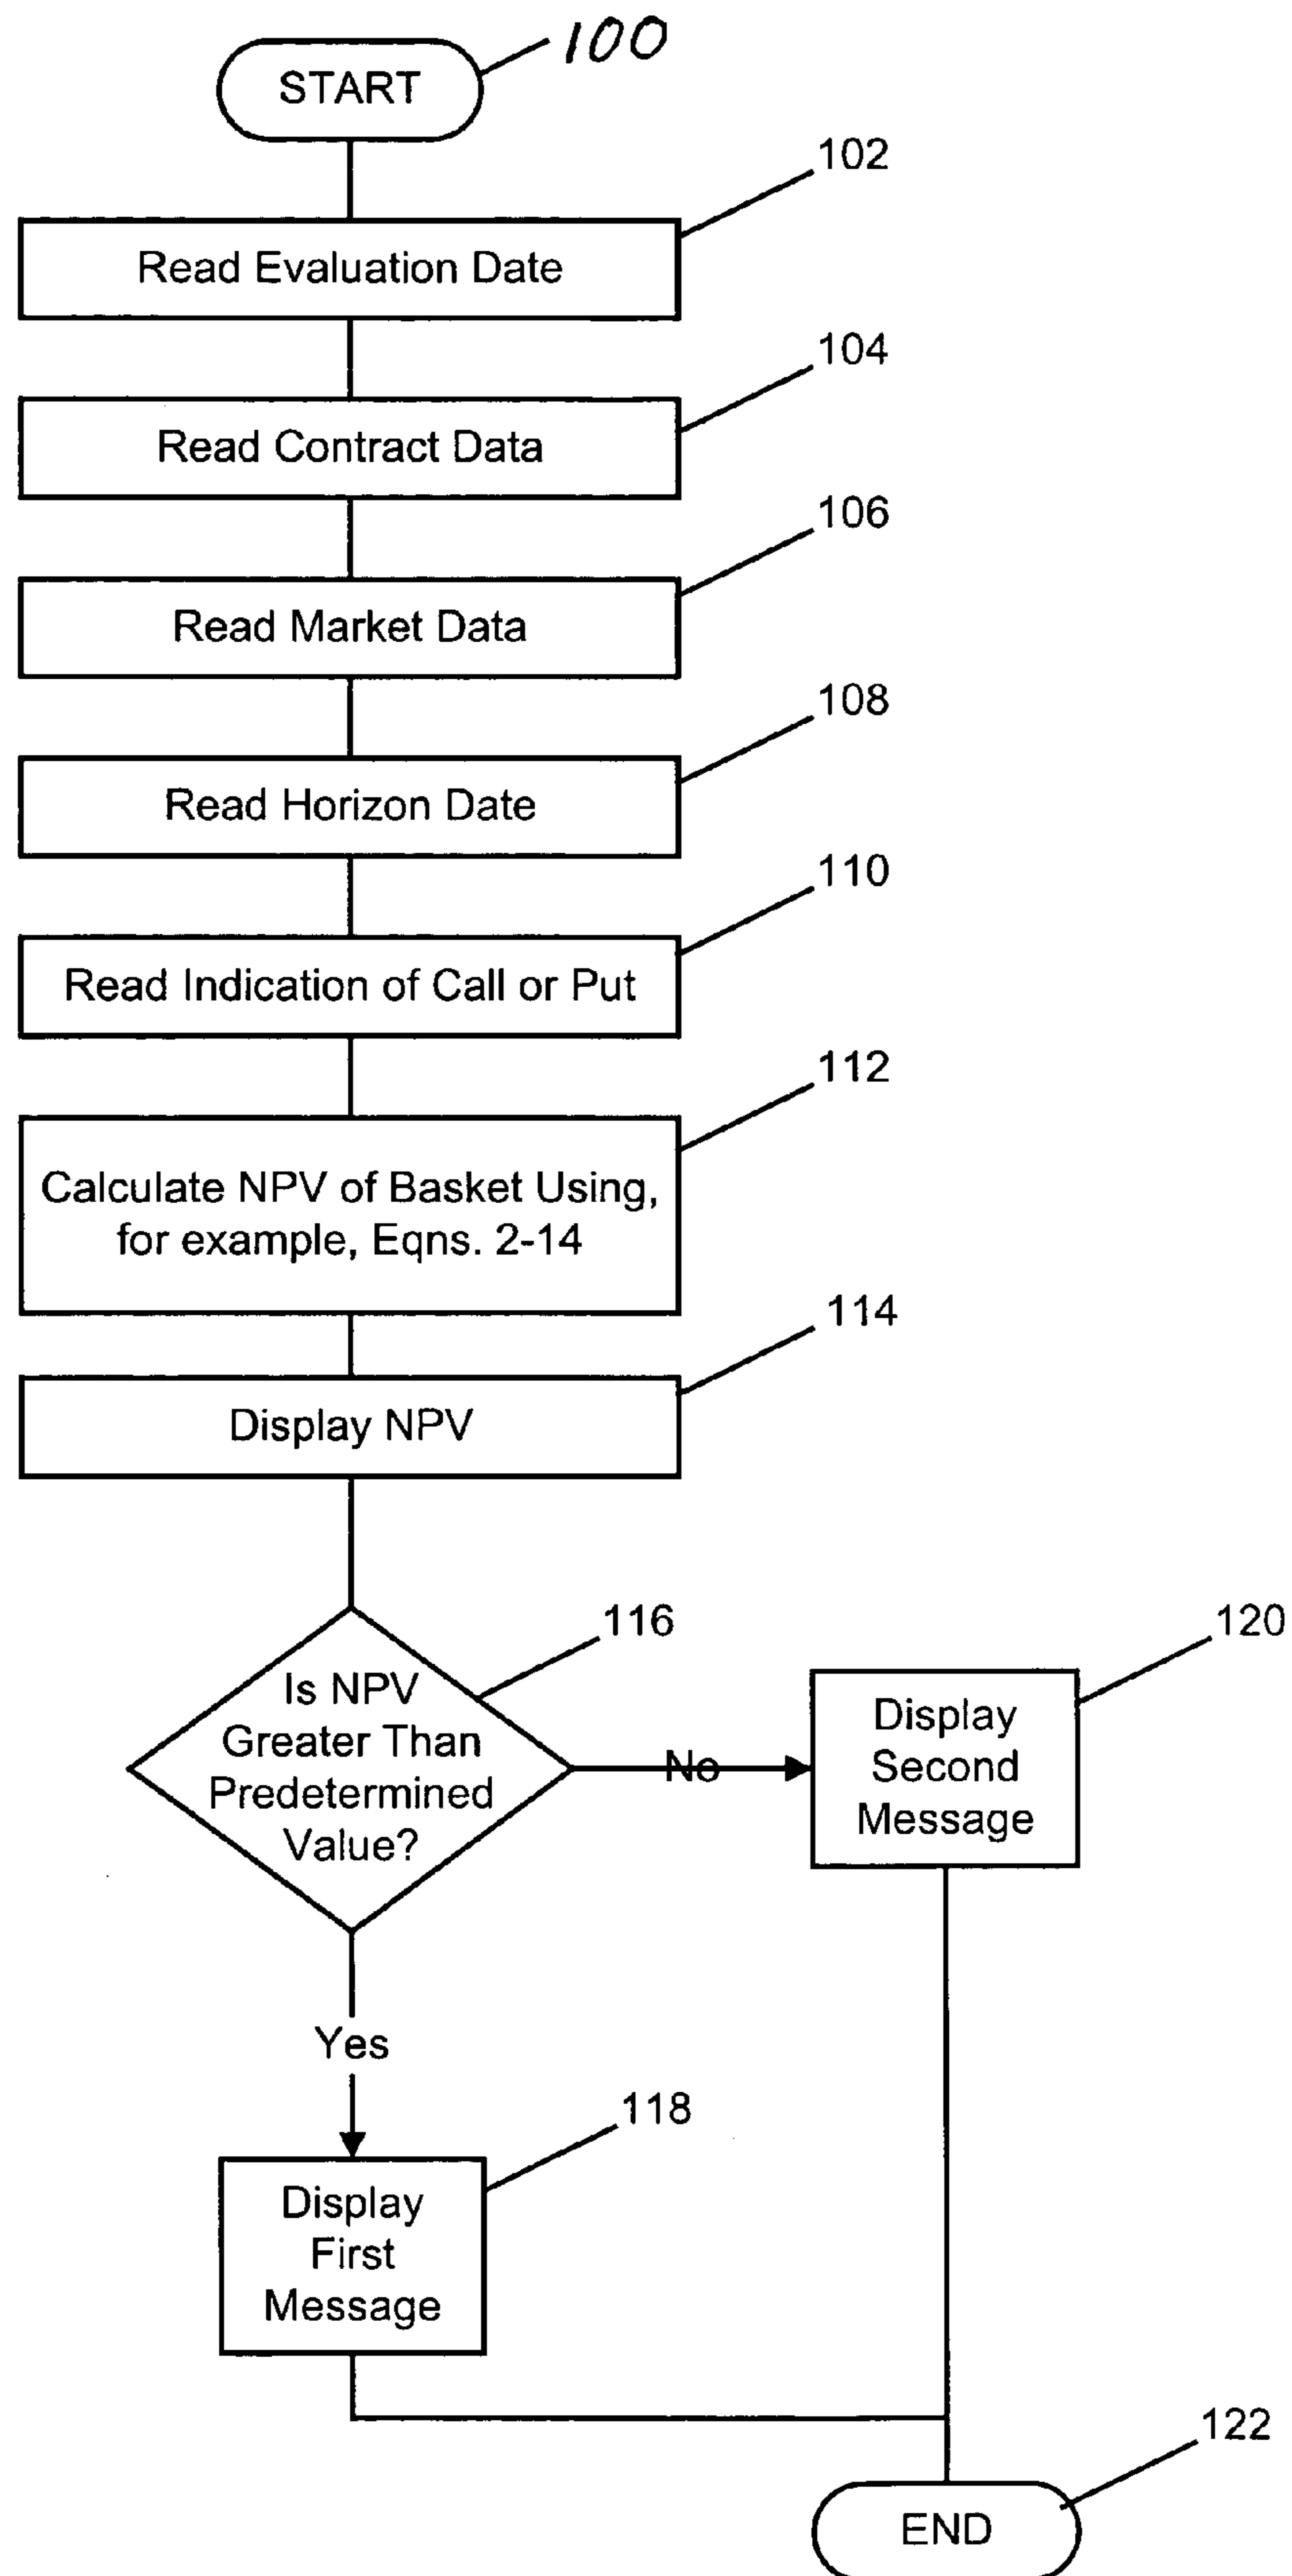 100
START
102
Read Evaluation Date
104
Read Contract Data
106
Read Market Data
108
Read Horizon Date
110
Read Indication of Call or Put
112
Calculate NPV of Basket Using,
for example, Eqns. 2-14
114
Display NPV
116
Is NPV
Greater Than
Predetermined
Value?
No
120
Display
Second
Message
Yes
118
Display
First
Message
122
END